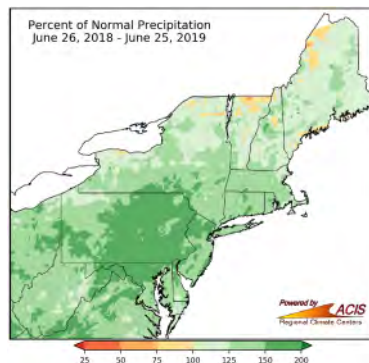 Percent of Normal Precipitation
June 26, 2018 - June 25, 2019
Powered by
ACIS
Regional Climate Centers
25 50 75 100 125 150 200